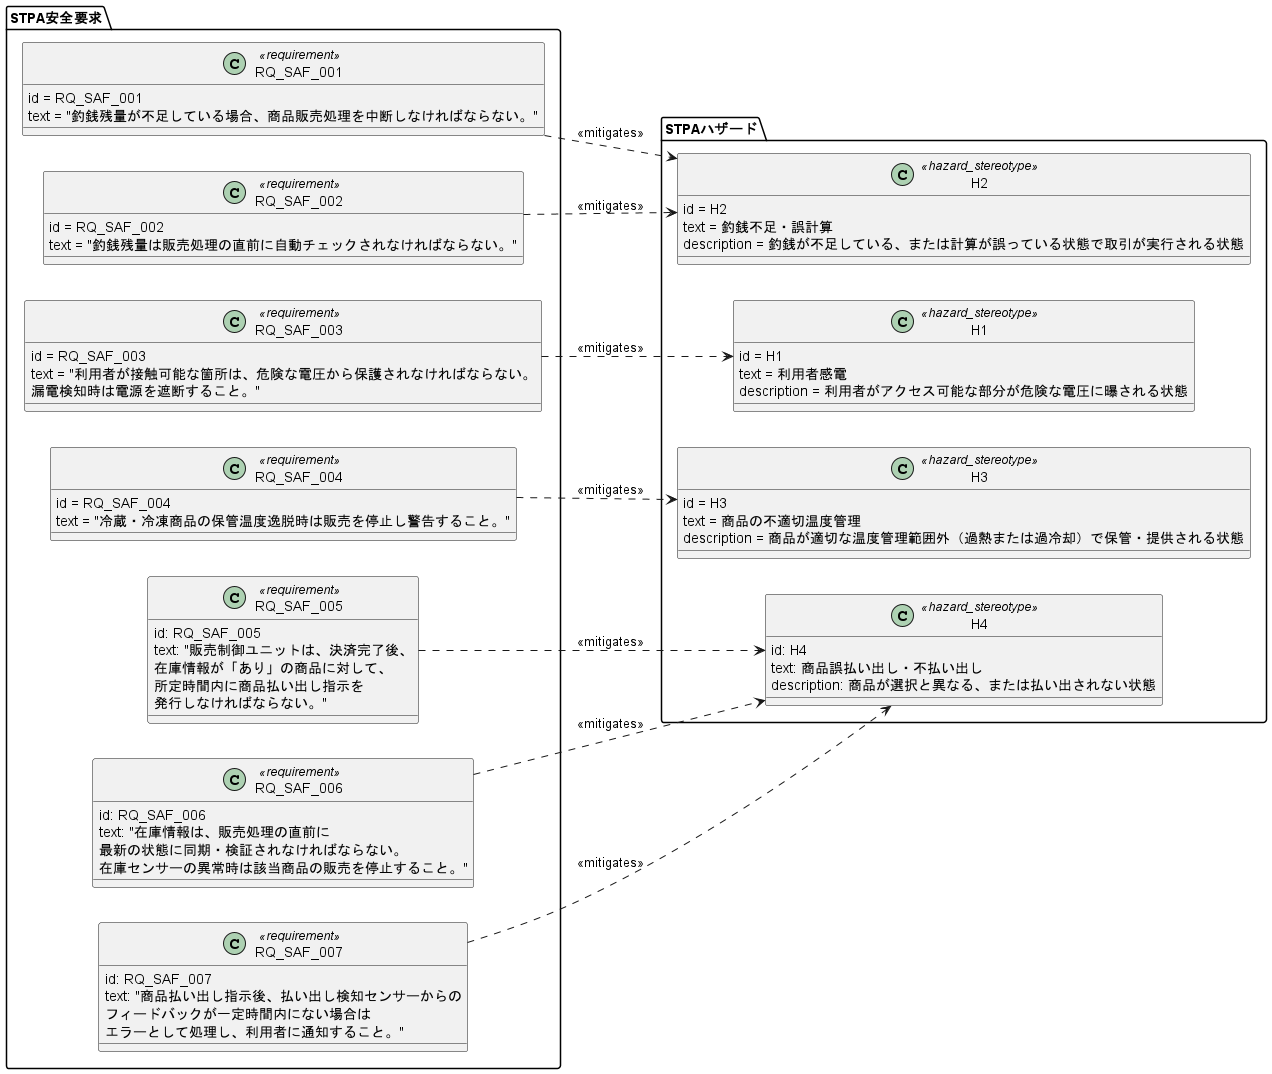 STPA安全要求
«requirement»
RQ_SAF_001
id = RQ_SAF_001
text = "釣銭残量が不足している場合、商品販売処理を中断しなければならない。"
«requirement»
RQ_SAF_002
id = RQ_SAF_002
text = "釣銭残量は販売処理の直前に自動チェックされなければならない。"
«requirement»
RQ_SAF_003
id = RQ_SAF_003
text = "利用者が接触可能な箇所は、危険な電圧から保護されなければならない。
漏電検知時は電源を遮断すること。"
«requirement»
RQ_SAF_004
id = RQ_SAF_004
text = "冷蔵・冷凍商品の保管温度逸脱時は販売を停止し警告すること。"
«requirement»
RQ_SAF_005
id: RQ_SAF_005
text: "販売制御ユニットは、決済完了後、
在庫情報が「あり」の商品に対して、
所定時間内に商品払い出し指示を
発行しなければならない。"
«requirement»
RQ_SAF_006
id: RQ_SAF_006
text: "在庫情報は、販売処理の直前に
最新の状態に同期・検証されなければならない。
在庫センサーの異常時は該当商品の販売を停止すること。"
«requirement»
RQ_SAF_007
id: RQ_SAF_007
text: "商品払い出し指示後、払い出し検知センサーからの
フィードバックが一定時間内にない場合は
エラーとして処理し、利用者に通知すること。"
«mitigates»
«mitigates»
«mitigates»
«mitigates»
«mitigates»
«mitigates»
«mitigates»
STPAハザード
«hazard_stereotype»
H2
id = H2
text = 釣銭不足・誤計算
description = 釣銭が不足している、または計算が誤っている状態で取引が実行される状態
«hazard_stereotype»
H1
id = H1
text = 利用者感電
description = 利用者がアクセス可能な部分が危険な電圧に曝される状態
«hazard_stereotype»
H3
id = H3
text = 商品の不適切温度管理
description = 商品が適切な温度管理範囲外（過熱または過冷却）で保管・提供される状態
«hazard_stereotype»
H4
id: H4
text: 商品誤払い出し・不払い出し
description: 商品が選択と異なる、または払い出されない状態